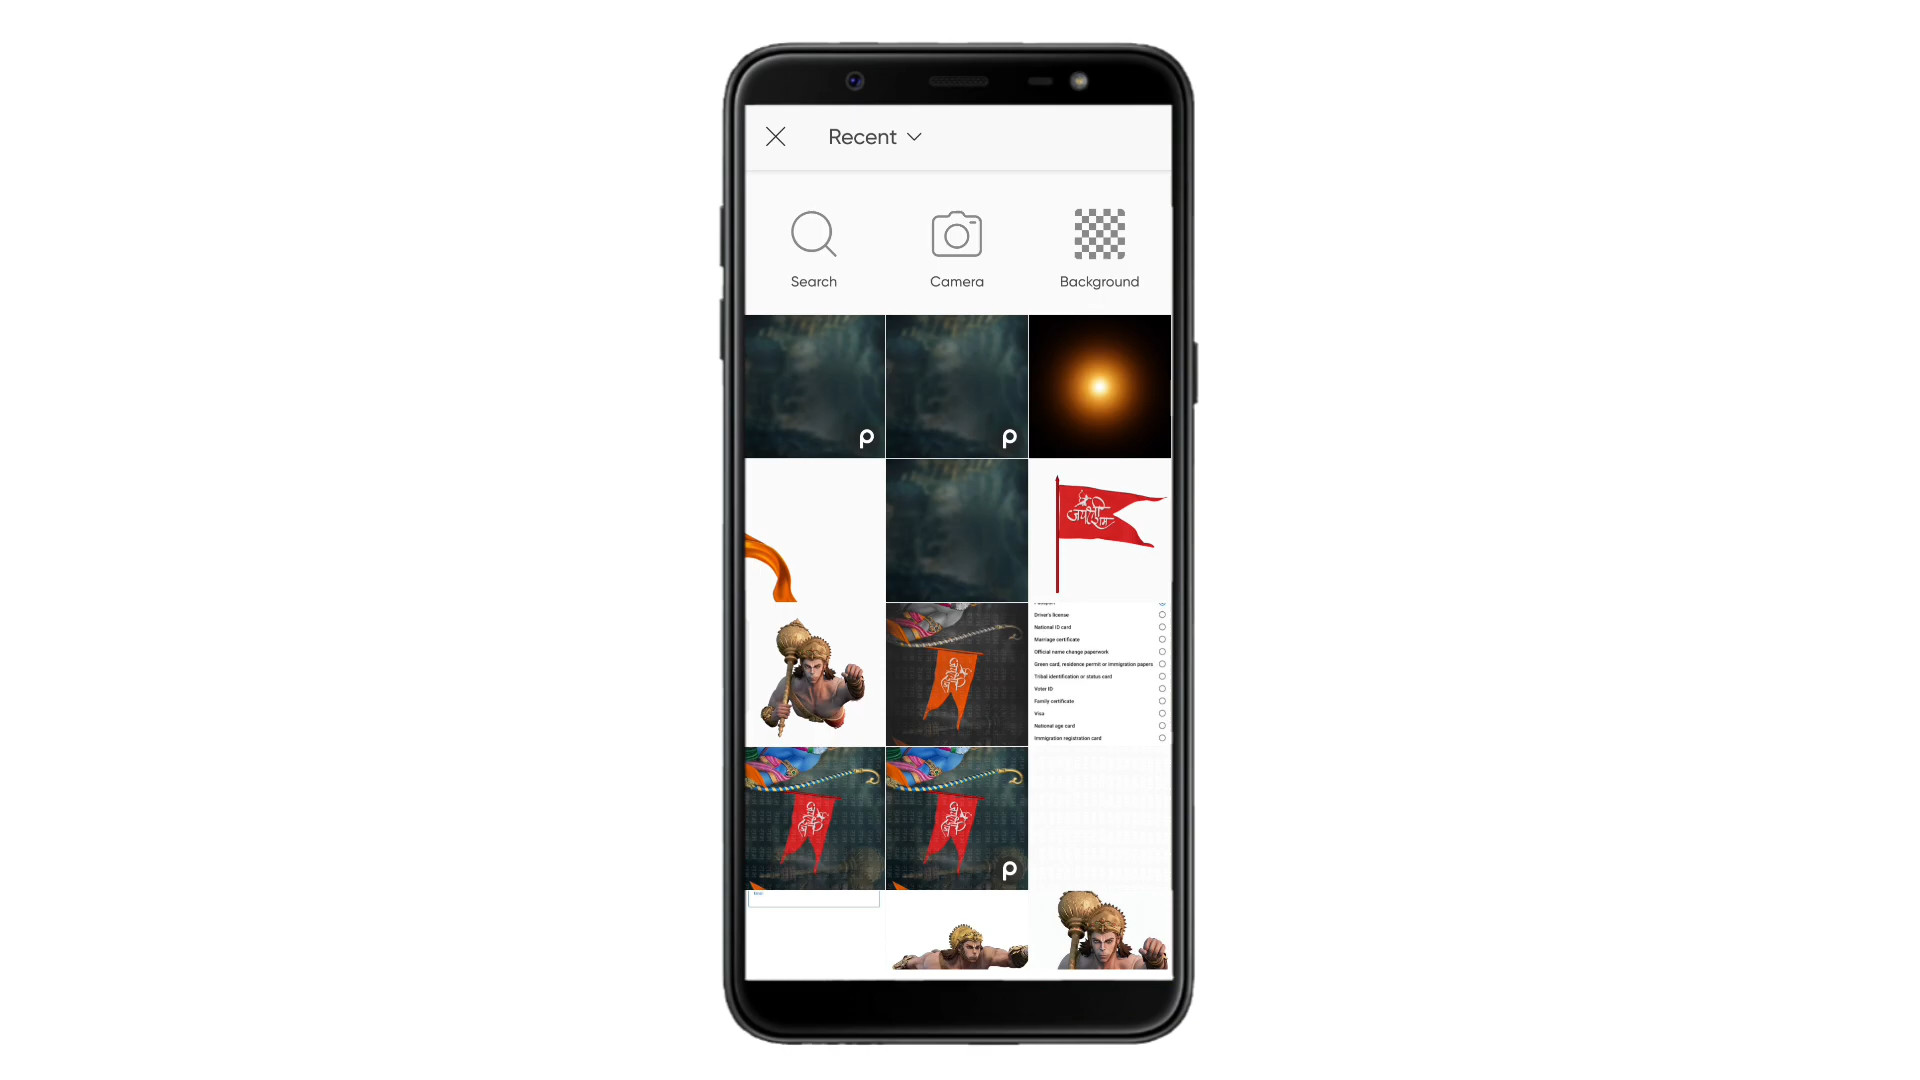 Recent
Search
Camera
Background
Driver's license
National ID card
Marriage certificate
Official name change paperwork
Green card, residence permit or immigration papers
Tribal identification or status card
Voter ID
Family certificate
Visa
National age card
Immigration registration card